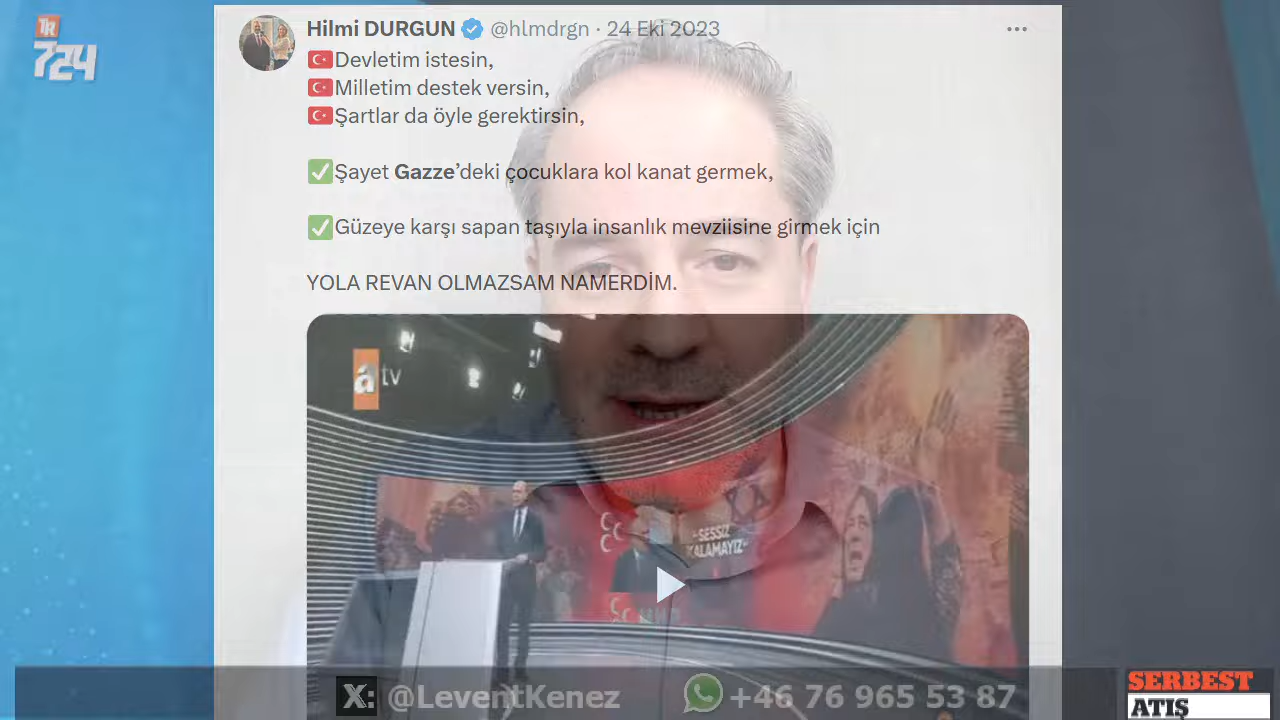 TR
724
Hilmi DURGUN @hlmdrgn · 24 Eki 2023
Devletim istesin,
Milletim destek versin,
Şartlar da öyle gerektirsin,
Şayet Gazze’deki çocuklara kol kanat germek,
Güzeye karşı sapan taşıyla insanlık mevziisine girmek için
YOLA REVAN OLMAZSAM NAMERDİM.
atv
-SESSİZ
KALAMAYIZ-
X: @LeventKenez +46 76 965 53 87
SERBEST
ATIŞ